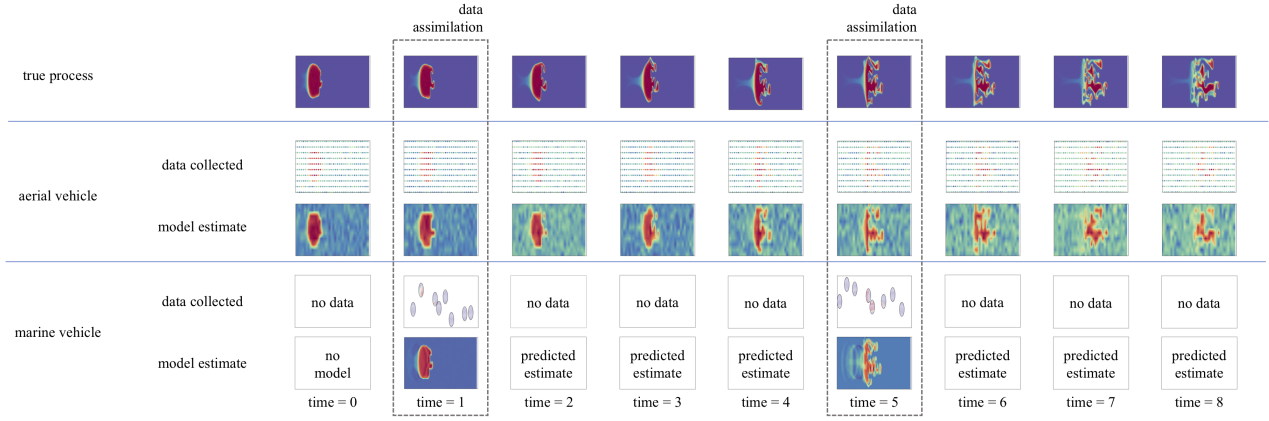 data
assimilation
data
assimilation
true process
data collected
aerial vehicle
model estimate
data collected
no data
no data
no data
no data
no data
no data
no data
marine vehicle
model estimate
no
model
predicted
estimate
predicted
estimate
predicted
estimate
predicted
estimate
predicted
estimate
predicted
estimate
time = 0
time = 1
time = 2
time = 3
time = 4
time = 5
time = 6
time = 7
time = 8